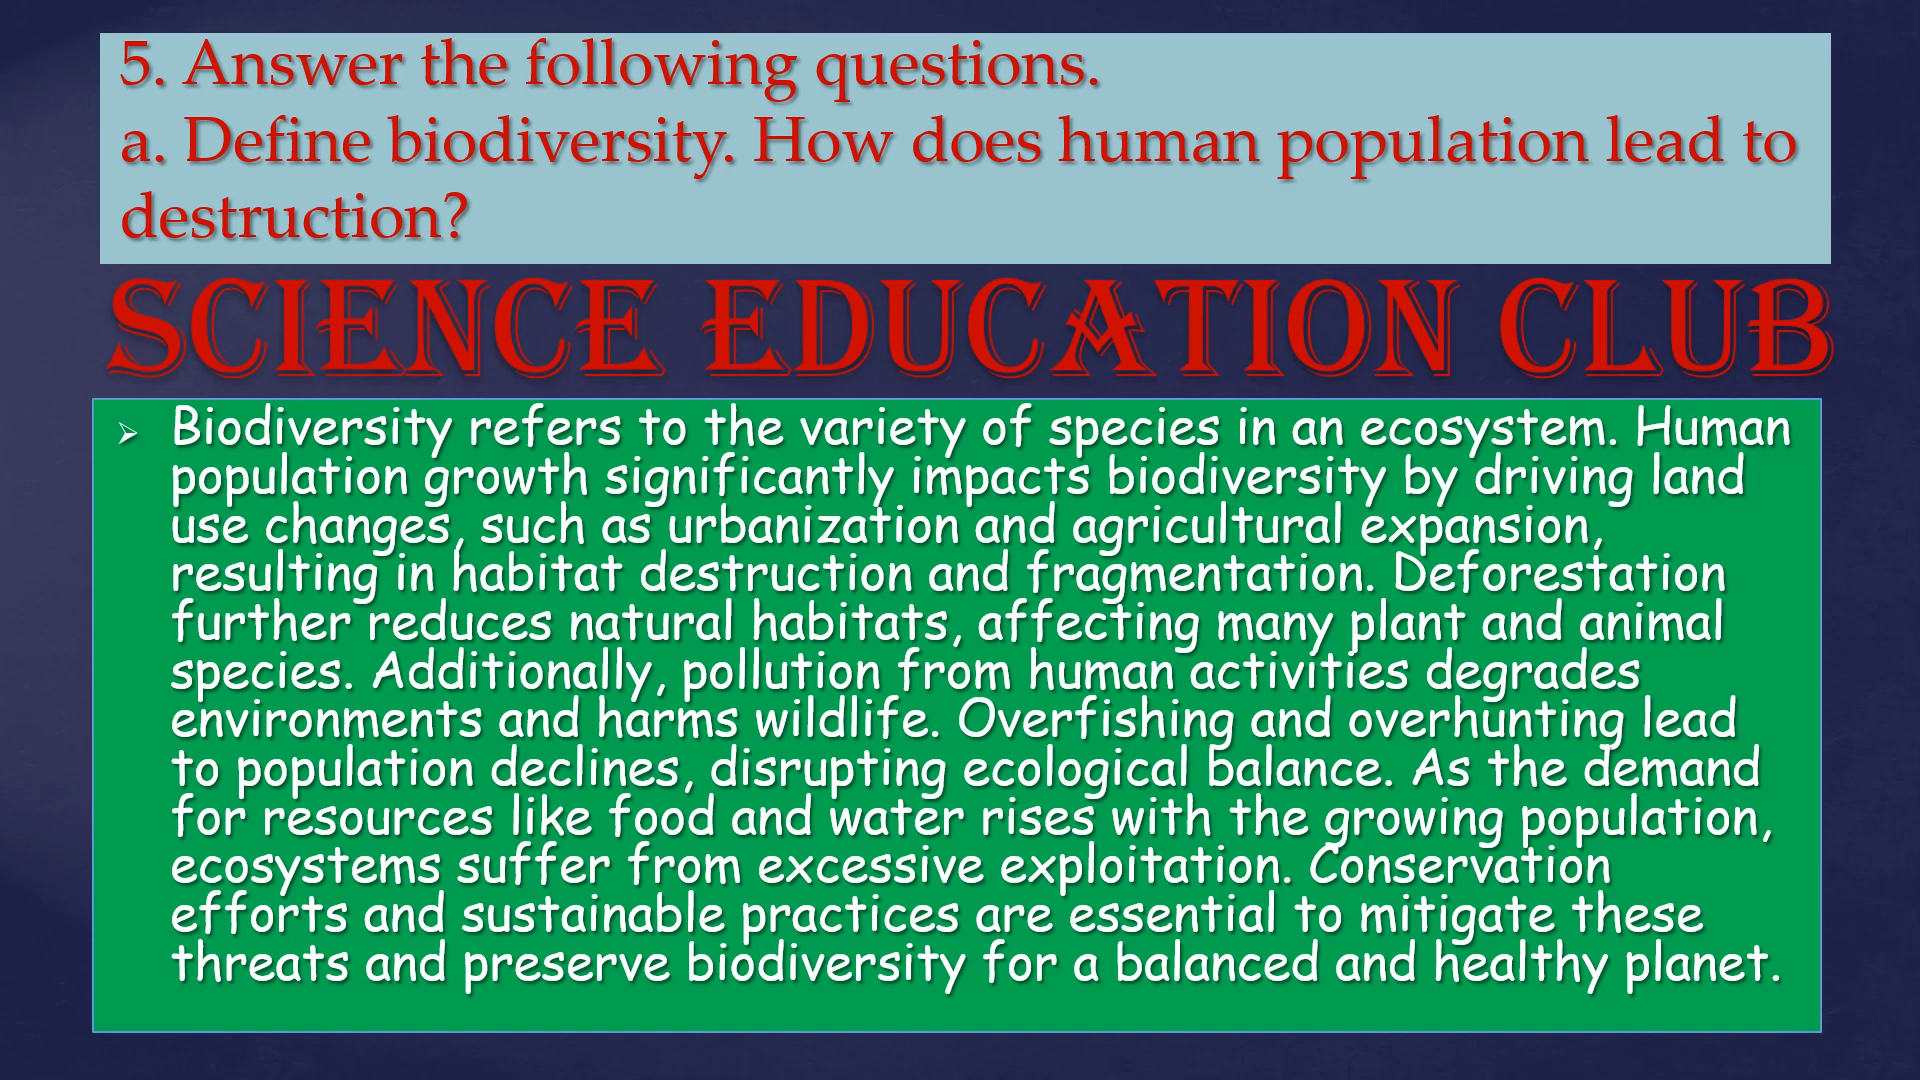 5. Answer the following questions.
a. Define biodiversity. How does human population lead to
destruction?
SCIENCE EDUCATION CLUB
➢ Biodiversity refers to the variety of species in an ecosystem. Human
population growth significantly impacts biodiversity by driving land
use changes, such as urbanization and agricultural expansion,
resulting in habitat destruction and fragmentation. Deforestation
further reduces natural habitats, affecting many plant and animal
species. Additionally, pollution from human activities degrades
environments and harms wildlife. Overfishing and overhunting lead
to population declines, disrupting ecological balance. As the demand
for resources like food and water rises with the growing population,
ecosystems suffer from excessive exploitation. Conservation
efforts and sustainable practices are essential to mitigate these
threats and preserve biodiversity for a balanced and healthy planet.